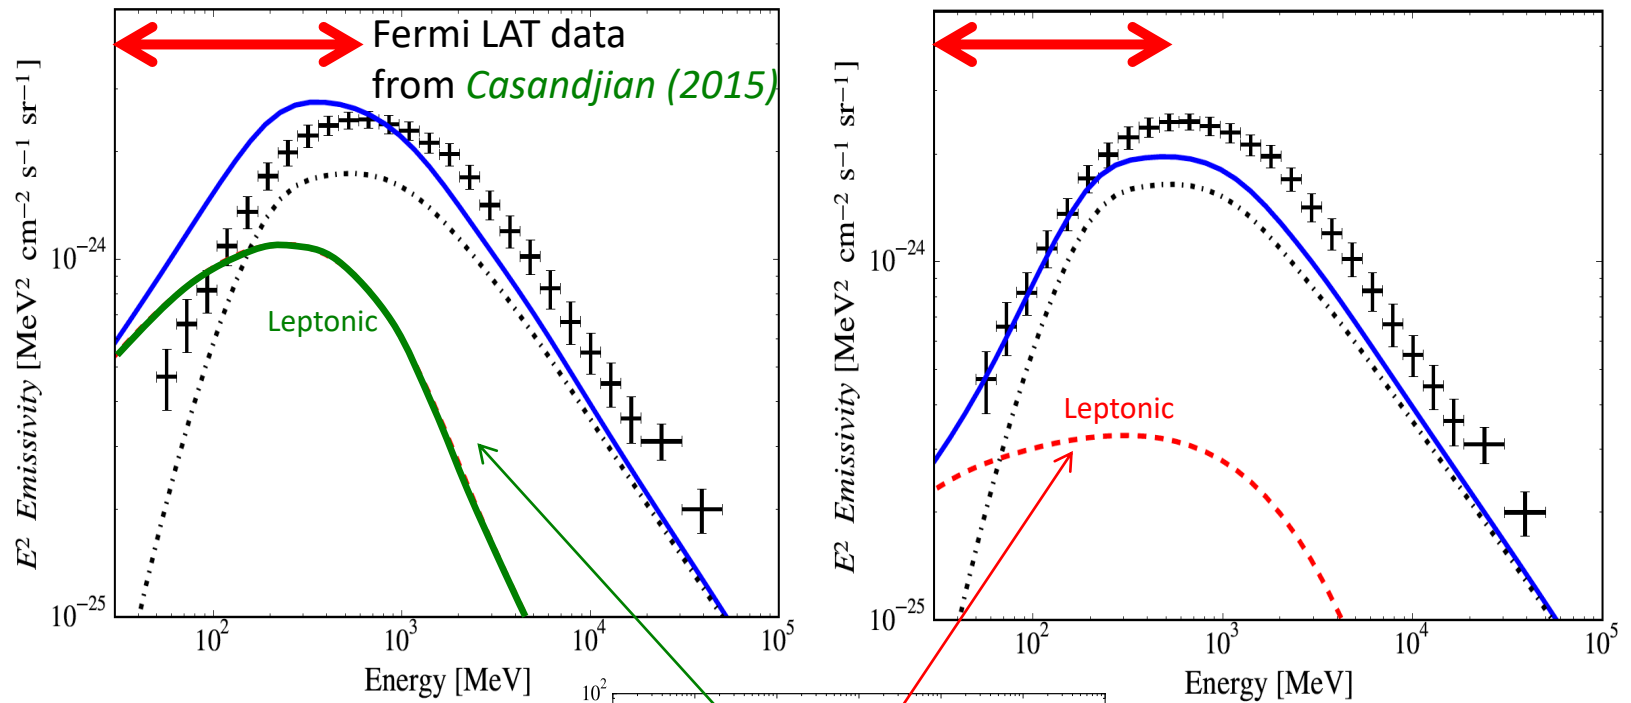 Fermi LAT data
from Casandjian (2015)
E² Emissivity [MeV² cm⁻² s⁻¹ sr⁻¹]
10⁻²⁴
10⁻²⁵
Leptonic
10² 10³ 10⁴ 10⁵
Energy [MeV]
E² Emissivity [MeV² cm⁻² s⁻¹ sr⁻¹]
10⁻²⁴
10⁻²⁵
Leptonic
10² 10³ 10⁴ 10⁵
Energy [MeV]
10²